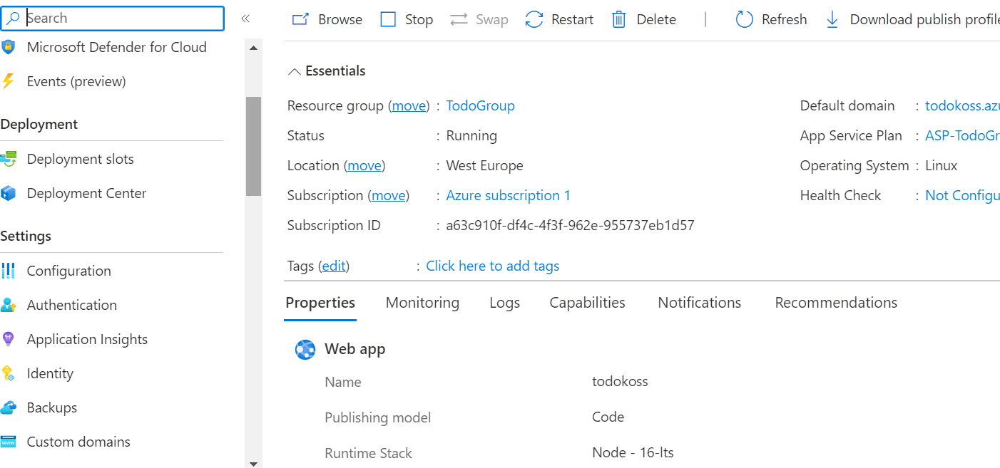 Search
Microsoft Defender for Cloud
Events (preview)
Deployment
Deployment slots
Deployment Center
Settings
Configuration
Authentication
Application Insights
Identity
Backups
Custom domains
Browse Stop Swap Restart Delete | Refresh Download publish profile
Essentials
Resource group (move) : TodoGroup
Status : Running
Location (move) : West Europe
Subscription (move) : Azure subscription 1
Subscription ID : a63c910f-df4c-4f3f-962e-955737eb1d57
Tags (edit) : Click here to add tags
Default domain : todokoss.az
App Service Plan : ASP-TodoGr
Operating System : Linux
Health Check : Not Configu
Properties Monitoring Logs Capabilities Notifications Recommendations
Web app
Name todokoss
Publishing model Code
Runtime Stack Node - 16-lts